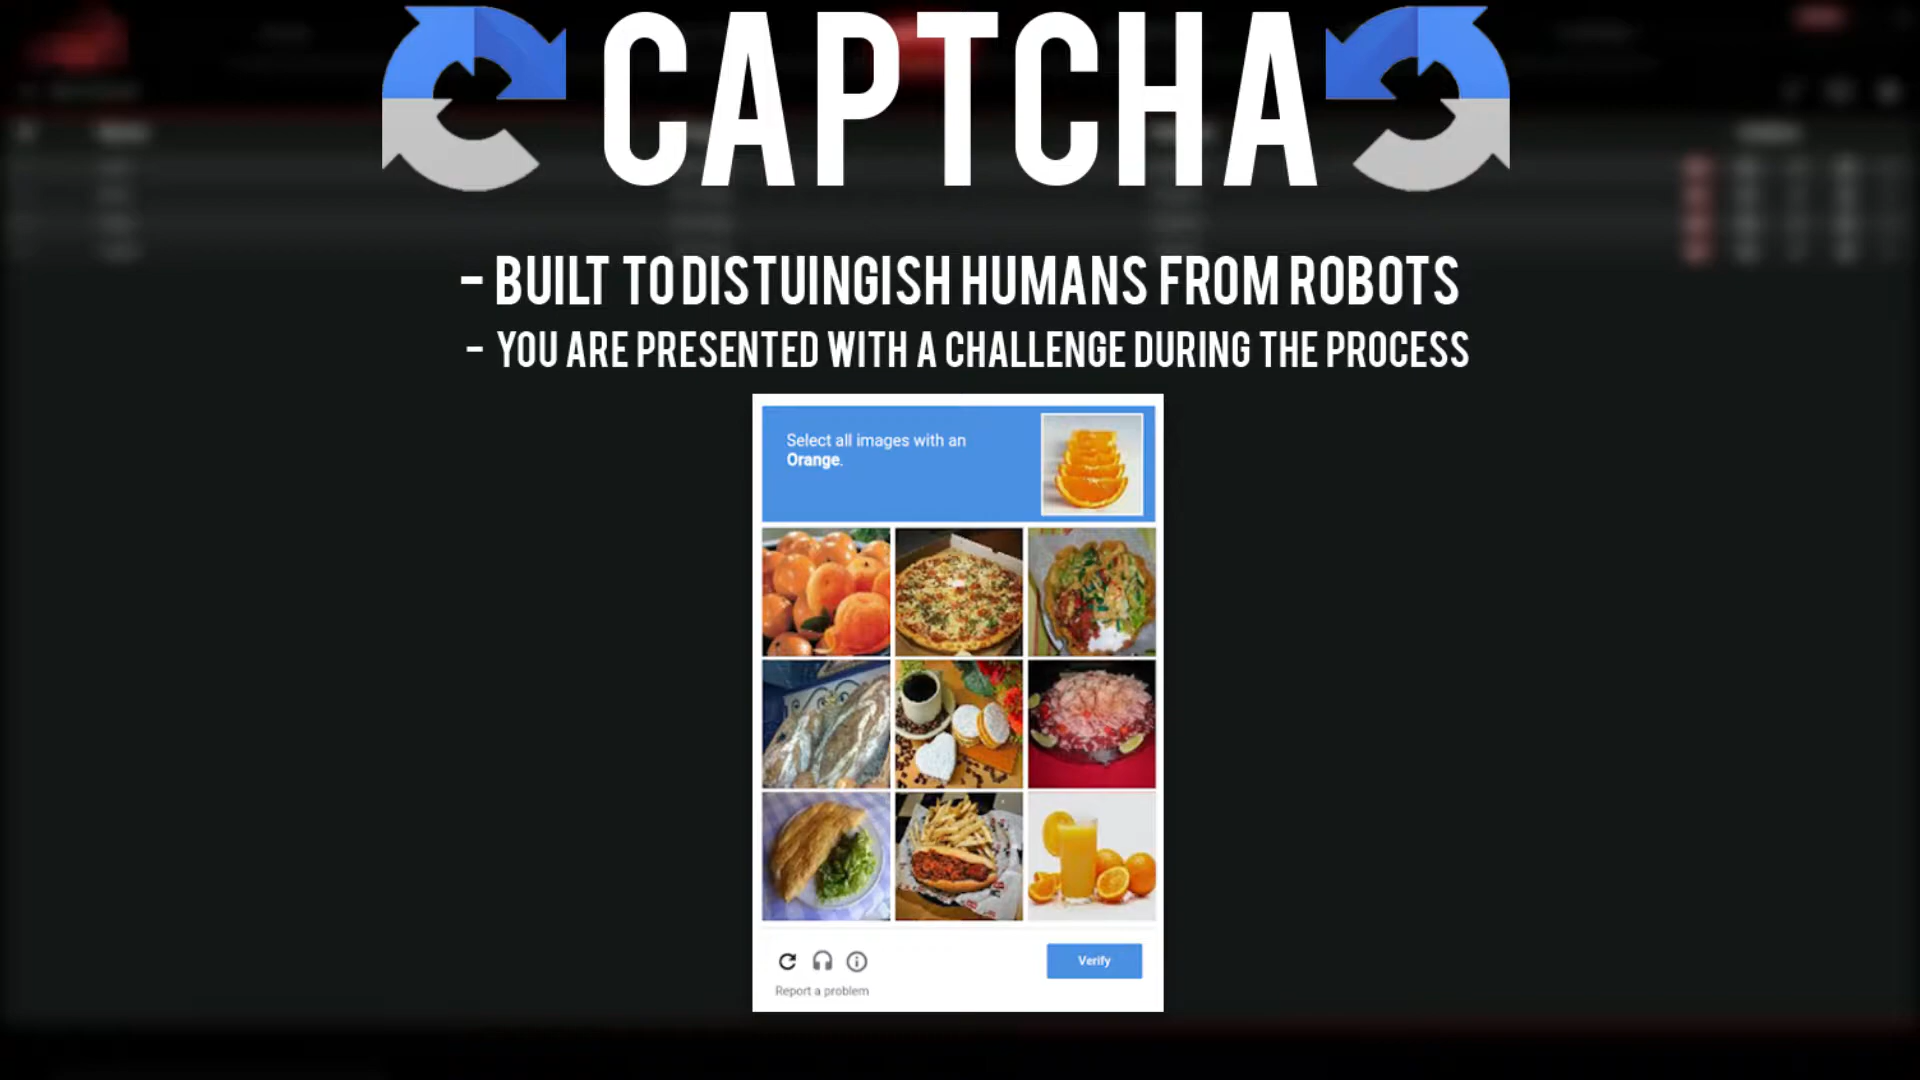 CAPTCHA
- BUILT TO DISTUINGISH HUMANS FROM ROBOTS
- YOU ARE PRESENTED WITH A CHALLENGE DURING THE PROCESS
Select all images with an
Orange.
Verify
Report a problem